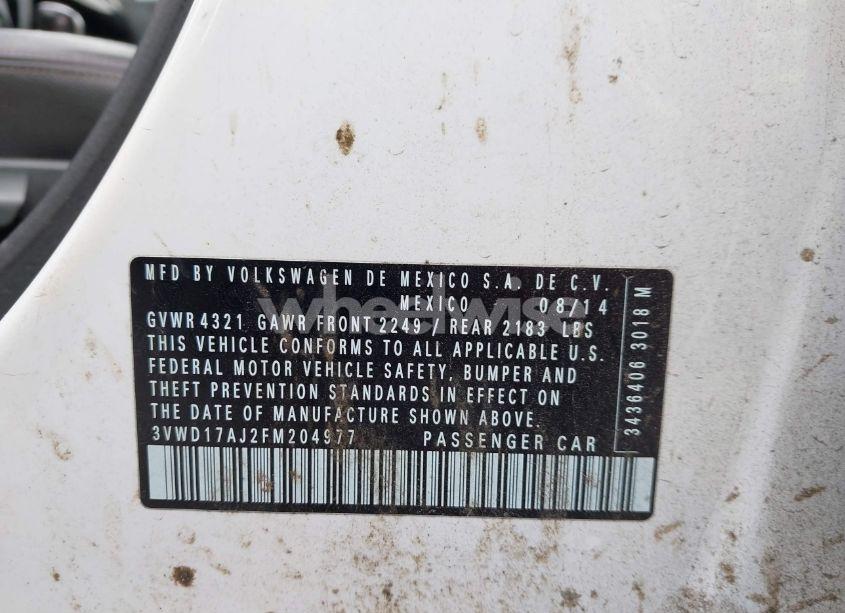 MFD BY VOLKSWAGEN DE MEXICO S.A. DE C.V.
MEXICO 08/14
GVWR 4321 GAWR FRONT 2249 REAR 2183 LBS
THIS VEHICLE CONFORMS TO ALL APPLICABLE U.S.
FEDERAL MOTOR VEHICLE SAFETY, BUMPER AND
THEFT PREVENTION STANDARDS IN EFFECT ON
THE DATE OF MANUFACTURE SHOWN ABOVE.
3VWD17AJ2FM204977 PASSENGER CAR
3436406 3018 M
wheelwise